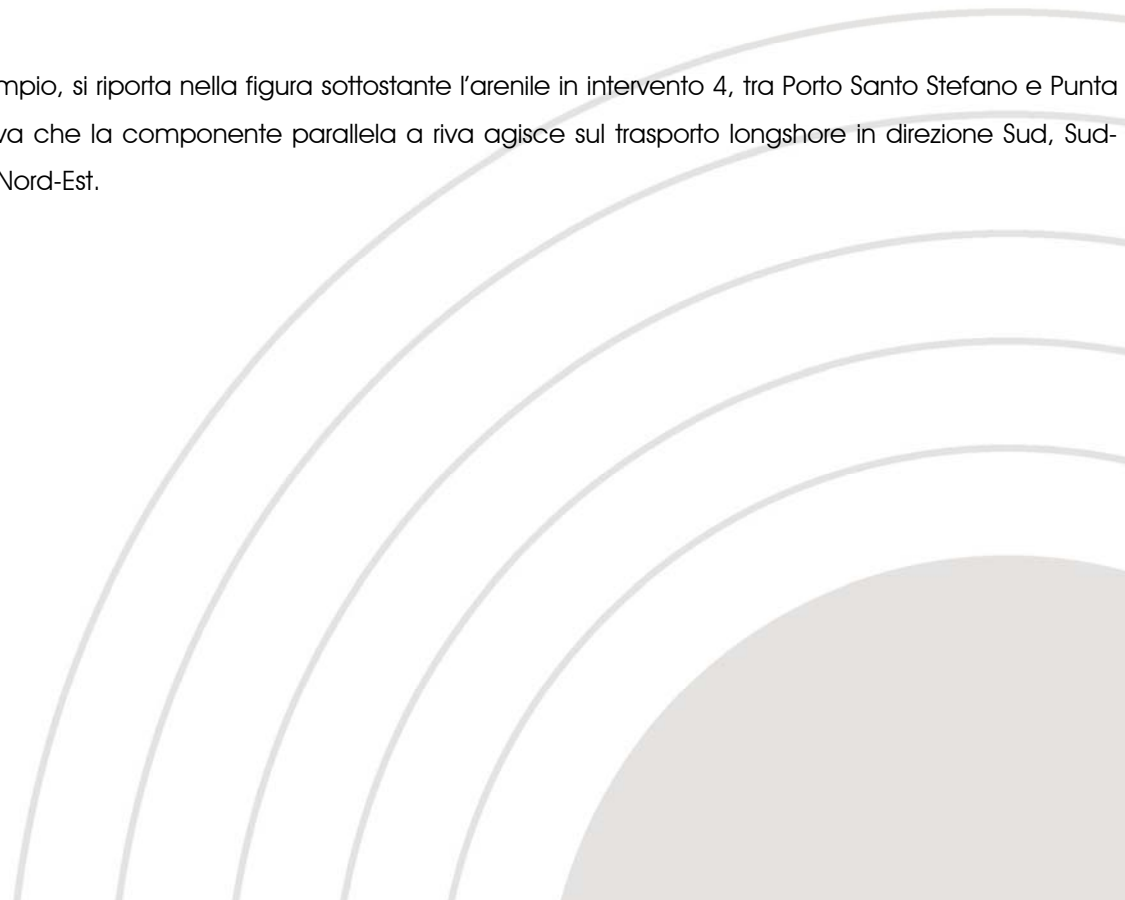 mpio, si riporta nella figura sottostante l'arenile in intervento 4, tra Porto Santo Stefano e Punta
va che la componente parallela a riva agisce sul trasporto longshore in direzione Sud, Sud-
Nord-Est.